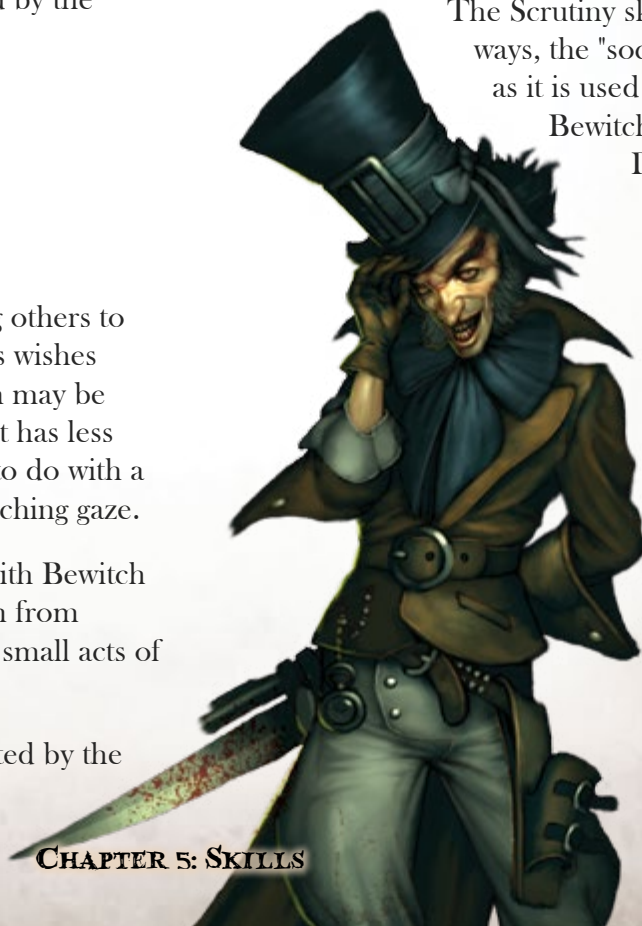 d by the
g others to
s wishes
n may be
t has less
to do with a
ching gaze.
ith Bewitch
n from
small acts of
ted by the
The Scrutiny sk
ways, the "soc
as it is used
Bewitch
CHAPTER 5: SKILLS